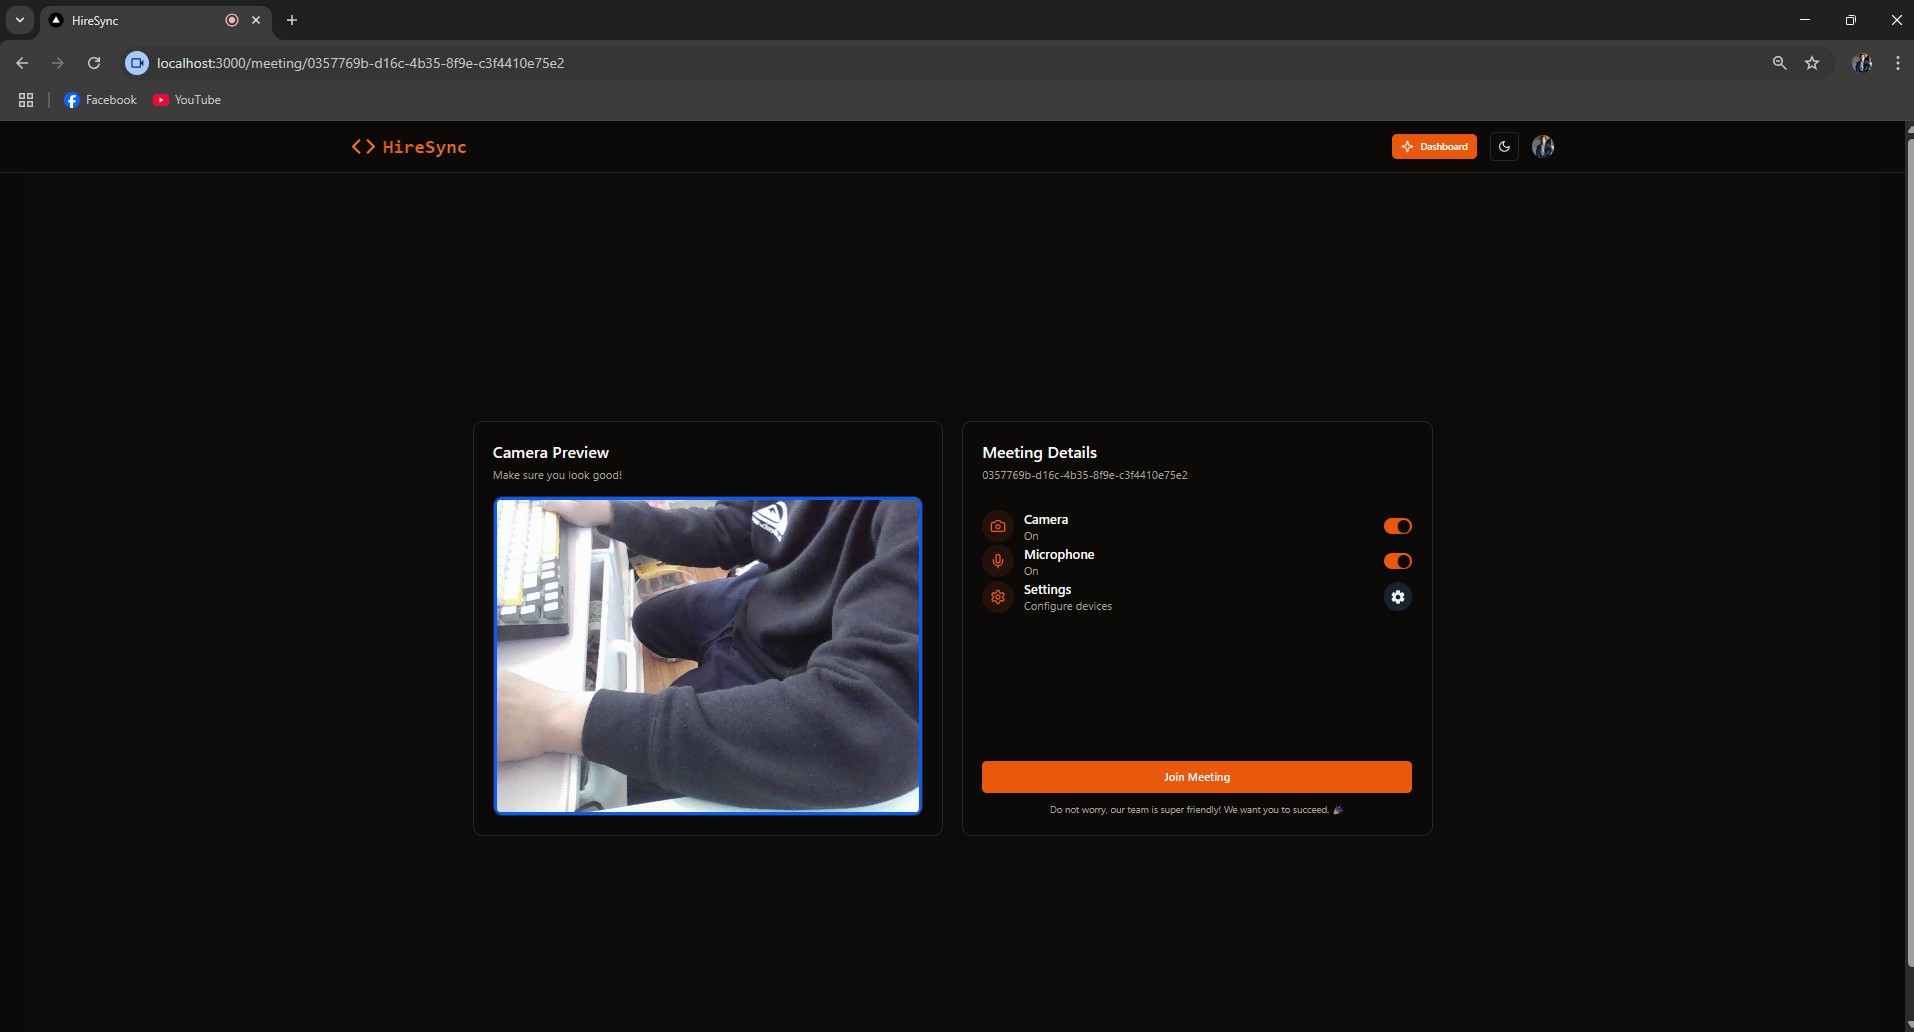 HireSync
localhost:3000/meeting/0357769b-d16c-4b35-8f9e-c3f4410e75e2
Facebook
YouTube
HireSync
Dashboard
Camera Preview
Make sure you look good!
Meeting Details
0357769b-d16c-4b35-8f9e-c3f4410e75e2
Camera
On
Microphone
On
Settings
Configure devices
Join Meeting
Do not worry, our team is super friendly! We want you to succeed. 🎉